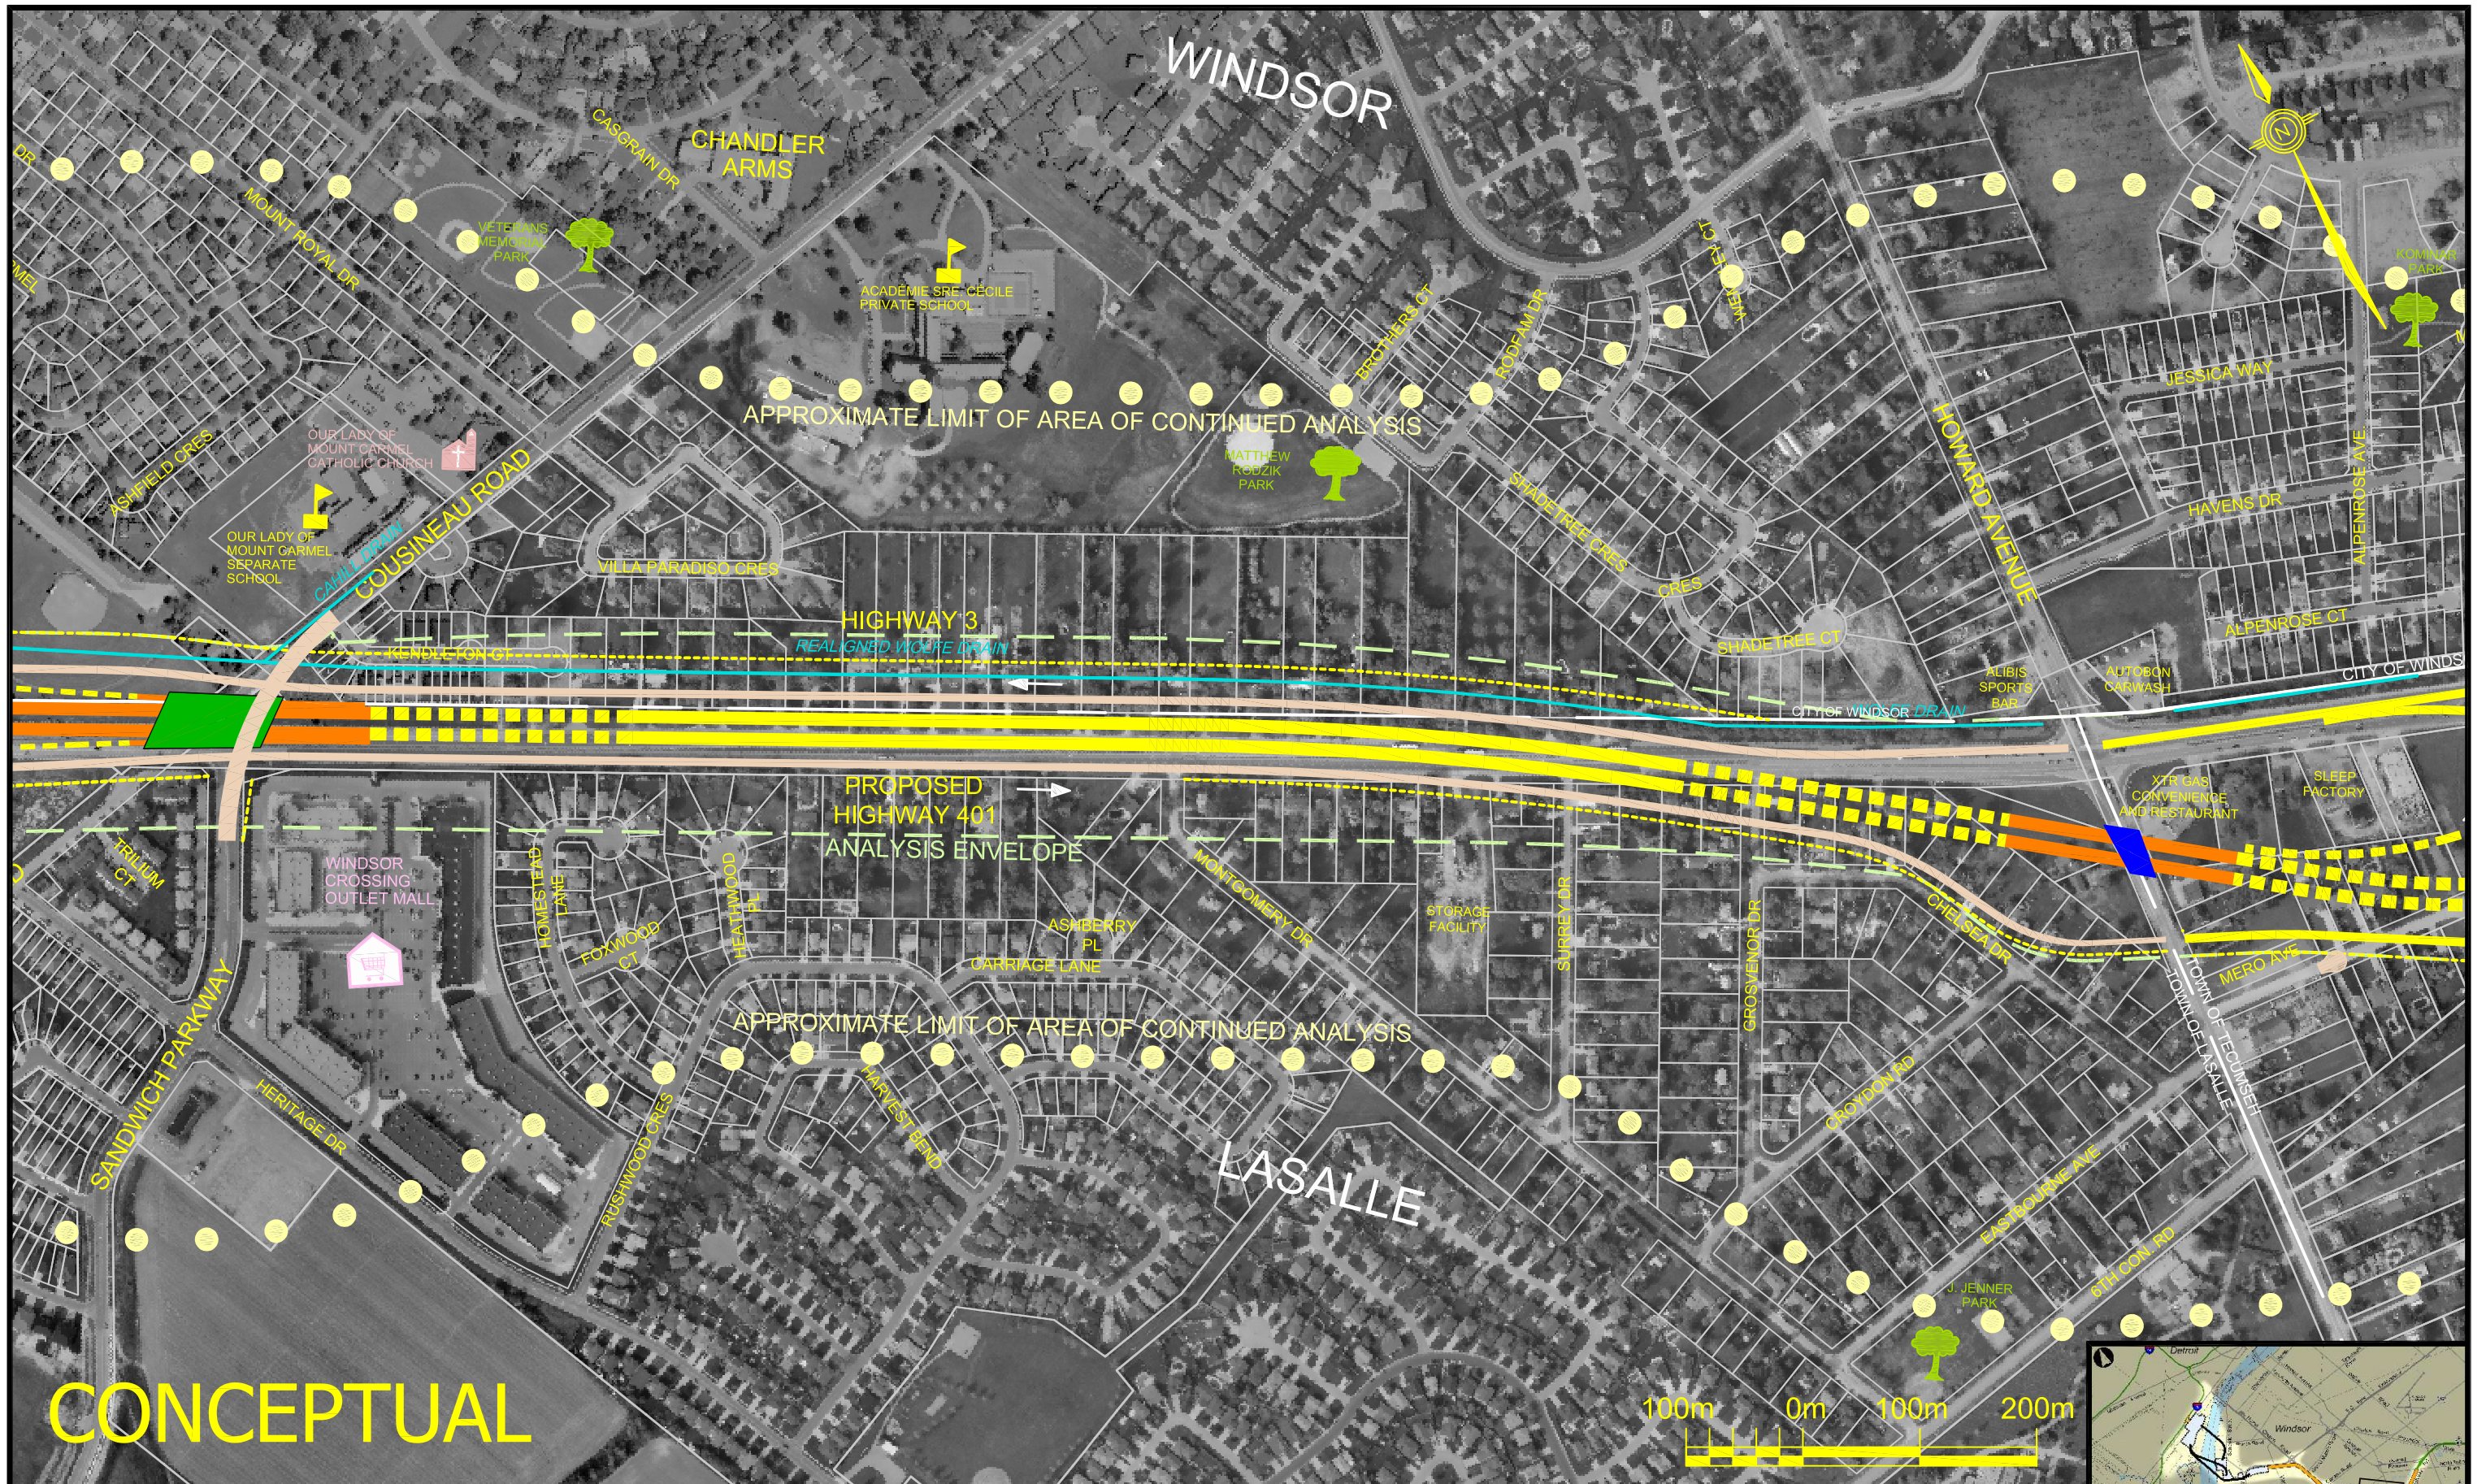 WINDSOR
CHANDLER
ARMS
CASGRAIN DR
DR
MOUNT ROYAL DR
VETERANS
MEMORIAL
PARK
ACADÉMIE SRE. CÉCILE
PRIVATE SCHOOL
APPROXIMATE LIMIT OF AREA OF CONTINUED ANALYSIS
BROTHERS CT
RODFAM DR
KOMINAR
PARK
N
JESSICA WAY
HOWARD AVENUE
ALPENROSE AVE.
HAVENS DR
ALPENROSE CT
MATTHEW
RODZIK
PARK
SHADETREE CRES
CRES
SHADETREE CT
ASHFIELD CRES
OUR LADY OF
MOUNT CARMEL
CATHOLIC CHURCH
OUR LADY OF
MOUNT CARMEL
SEPARATE
SCHOOL
CAHILL DRAIN
COUSINEAU ROAD
VILLA PARADISO CRES
KENDLETON CT
HIGHWAY 3
REALIGNED WOLFE DRAIN
ALIBIS
SPORTS
BAR
AUTOBON
CARWASH
CITY OF WINDS
CITY OF WINDSOR
DRAIN
PROPOSED
HIGHWAY 401
ANALYSIS ENVELOPE
XTR GAS
CONVENIENCE
AND RESTAURANT
SLEEP
FACTORY
TRILIUM
CT
WINDSOR
CROSSING
OUTLET MALL
HOMESTEAD
LANE
FOXWOOD
CT
HEATHWOOD
PL
ASHBERRY
PL
CARRIAGE LANE
MONTGOMERY DR
STORAGE
FACILITY
SURREY DR
GROSVENOR DR
CHELSEA DR
MERO AVE
TOWN OF TECUMSEH
TOWN OF LASALLE
APPROXIMATE LIMIT OF AREA OF CONTINUED ANALYSIS
SANDWICH PARKWAY
HERITAGE DR
RUSHWOOD CRES
HARVEST BEND
LASALLE
CROYDON RD
EASTBOURNE AVE
6TH CON. RD
J. JENNER
PARK
CONCEPTUAL
100m 0m 100m 200m
Detroit
Windsor